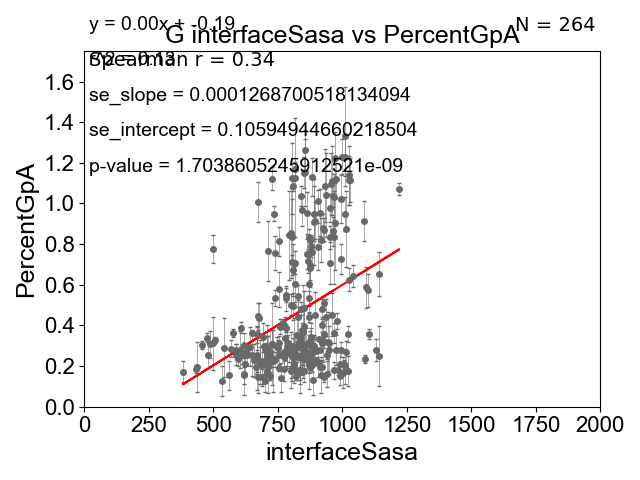 y = 0.00x + -0.19
N = 264
G interfaceSasa vs PercentGpA
Spearman r = 0.34
se_slope = 0.0001268700518134094
se_intercept = 0.10594944660218504
p-value = 1.7038605245912521e-09
PercentGpA
1.6
1.4
1.2
1.0
0.8
0.6
0.4
0.2
0.0
0
250
500
750
1000
1250
1500
1750
2000
interfaceSasa